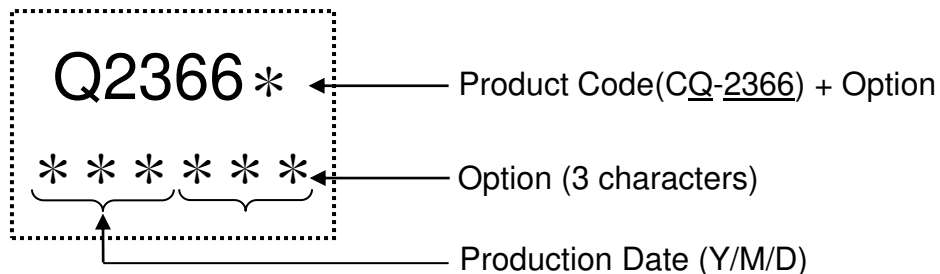 Q2366* Product Code(CQ-2366) + Option
* * * * * * Option (3 characters)
Production Date (Y/M/D)